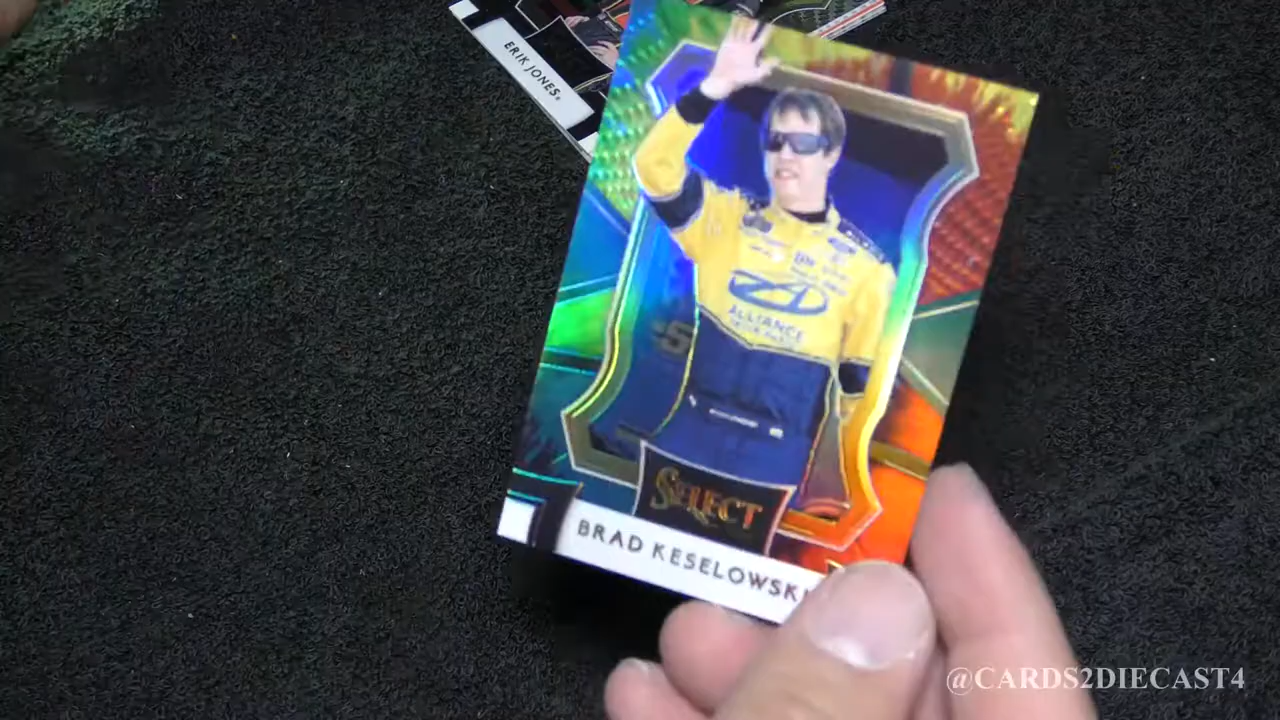 ERIK JONES
ALLIANCE
SELECT
BRAD KESELOWSKI
@CARDS2DIECAST4